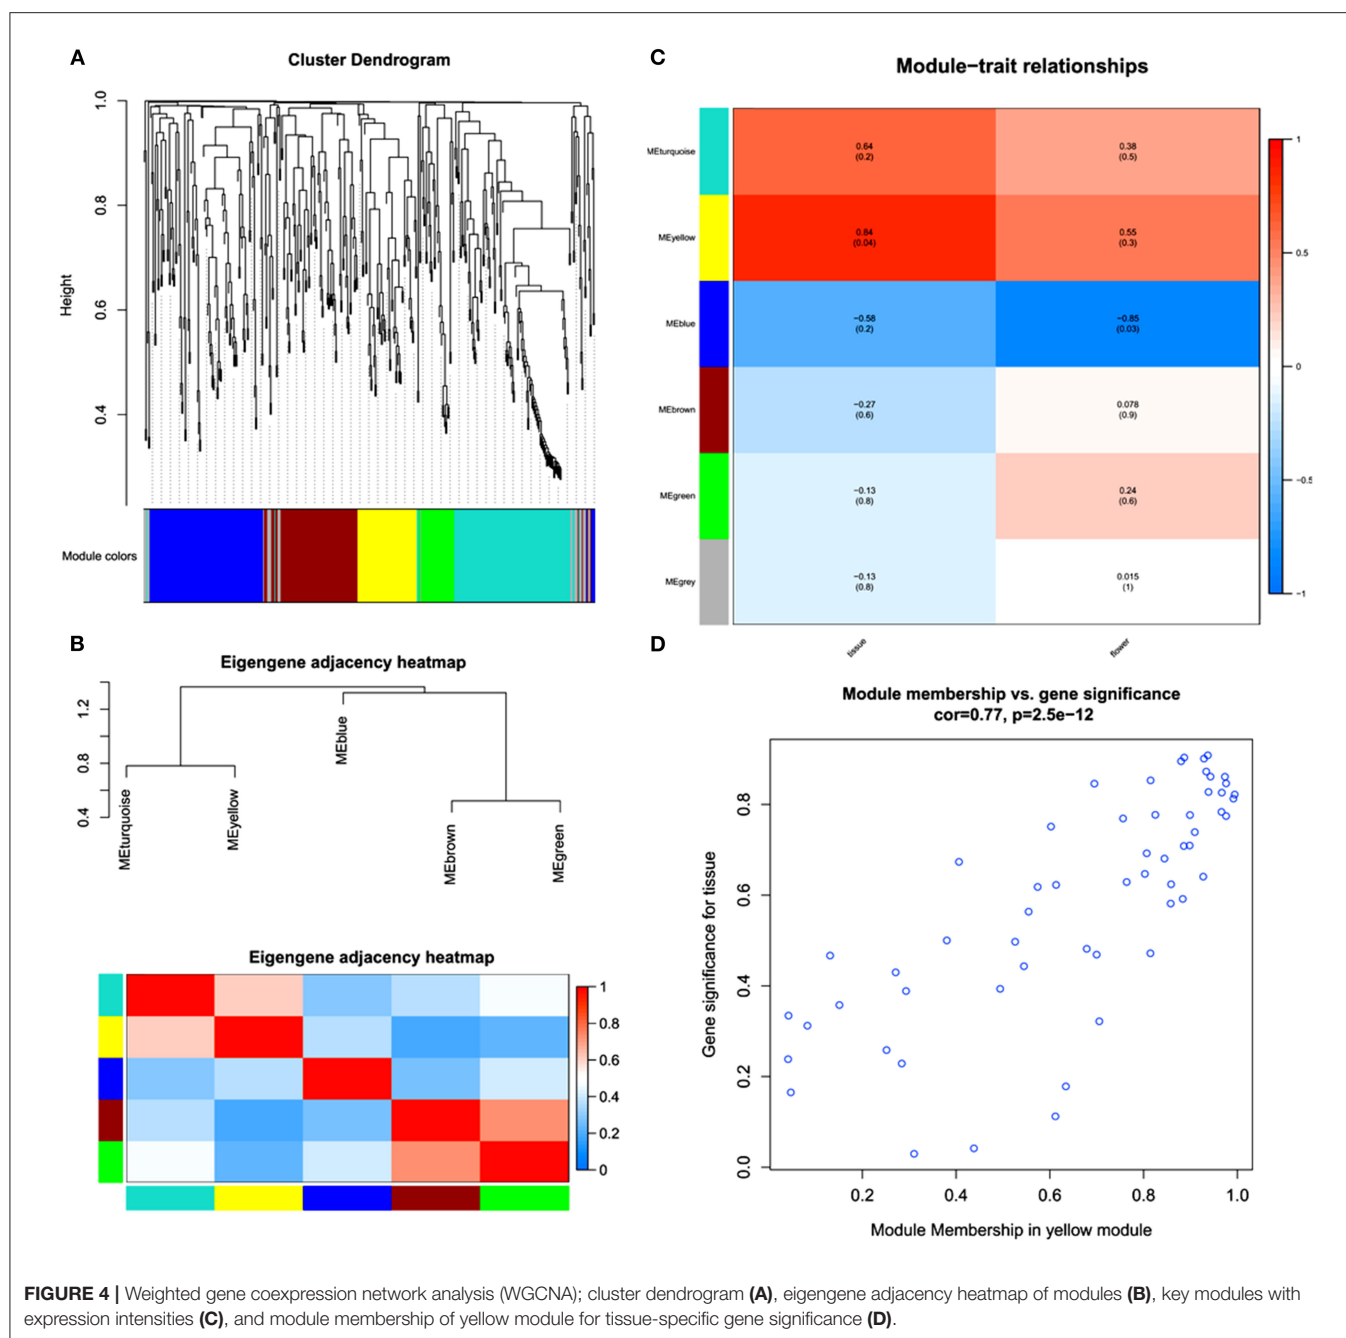 A
Cluster Dendrogram
1.0
0.8
0.6
0.4
Height
Module colors
B
Eigengene adjacency heatmap
1.2
0.8
0.4
MEturquoise
MEyellow
MEblue
MEbrown
MEgreen
Eigengene adjacency heatmap
1
0.8
0.6
0.4
0.2
0
C
Module−trait relationships
MEturquoise
0.64
(0.2)
0.38
(0.5)
MEyellow
0.84
(0.04)
0.55
(0.3)
MEblue
−0.58
(0.2)
−0.85
(0.03)
MEbrown
−0.27
(0.6)
0.078
(0.9)
MEgreen
−0.13
(0.8)
0.24
(0.6)
MEgrey
−0.13
(0.8)
0.015
(1)
tissue
flower
1
0.5
0
−0.5
−1
D
Module membership vs. gene significance
cor=0.77, p=2.5e−12
Gene significance for tissue
0.8
0.6
0.4
0.2
0.0
0.2 0.4 0.6 0.8 1.0
Module Membership in yellow module
FIGURE 4 | Weighted gene coexpression network analysis (WGCNA); cluster dendrogram (A), eigengene adjacency heatmap of modules (B), key modules with
expression intensities (C), and module membership of yellow module for tissue-specific gene significance (D).